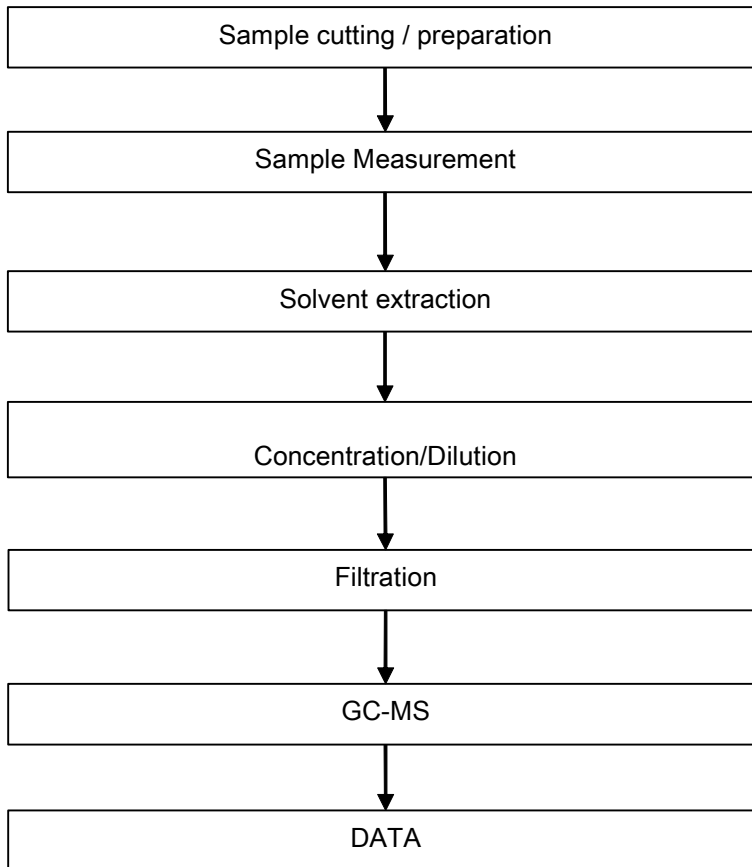 Sample cutting / preparation
Sample Measurement
Solvent extraction
Concentration/Dilution
Filtration
GC-MS
DATA